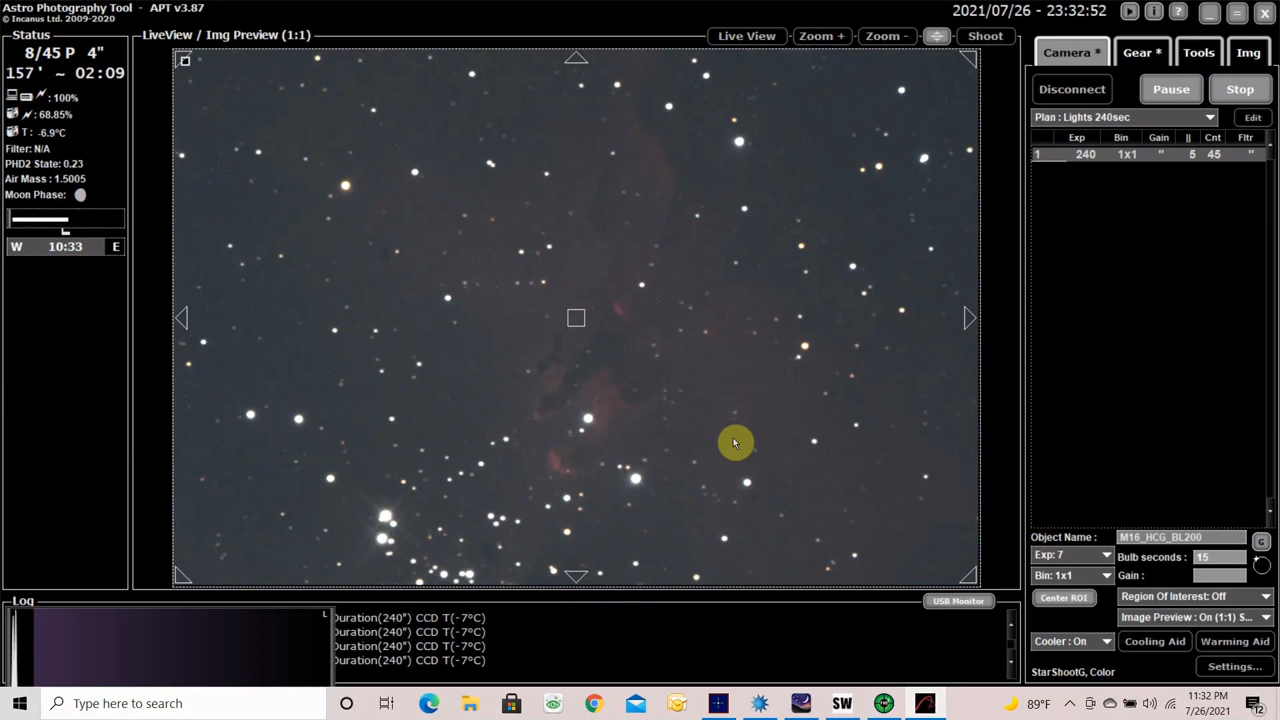 Astro Photography Tool - APT v3.87
© Incanus Ltd. 2009-2020
2021/07/26 - 23:32:52
Status
8/45 P 4"
157' ~ 02:09
: 100%
: 68.85%
T : -6.9°C
Filter: N/A
PHD2 State: 0.23
Air Mass : 1.5005
Moon Phase:
W 10:33 E
LiveView / Img Preview (1:1)
Live View Zoom + Zoom - Shoot
Camera * Gear * Tools Img
Disconnect Pause Stop
Plan : Lights 240sec Edit
Exp Bin Gain || Cnt Fltr
1 240 1x1 " 5 45 "
Object Name : M16_HCG_BL200 G
Exp: 7 Bulb seconds : 15
Bin: 1x1 Gain :
Center ROI Region Of Interest: Off
Image Preview : On (1:1) S...
Cooler : On Cooling Aid Warming Aid
StarShootG, Color Settings...
Log USB Monitor
L
Duration(240") CCD T(-7°C)
Duration(240") CCD T(-7°C)
Duration(240") CCD T(-7°C)
Duration(240") CCD T(-7°C)
Type here to search
SW
89°F
11:32 PM
7/26/2021
12